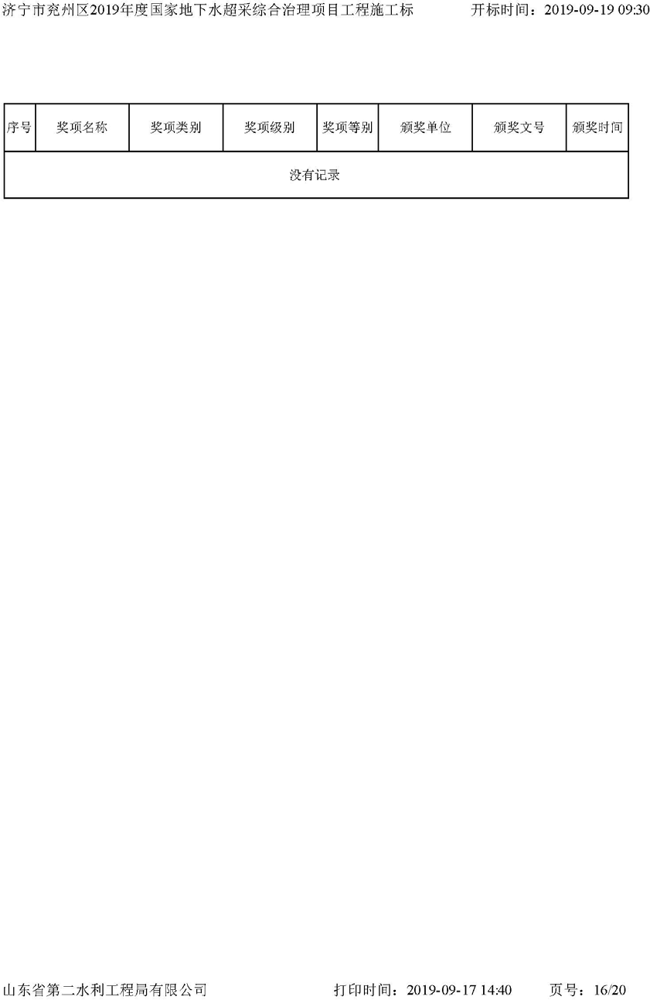 济宁市兖州区2019年度国家地下水超采综合治理项目工程施工标 开标时间：2019-09-19 09:30
序号 奖项名称 奖项类别 奖项级别 奖项等别 颁奖单位 颁奖文号 颁奖时间
没有记录
山东省第二水利工程局有限公司 打印时间：2019-09-17 14:40 页号：16/20